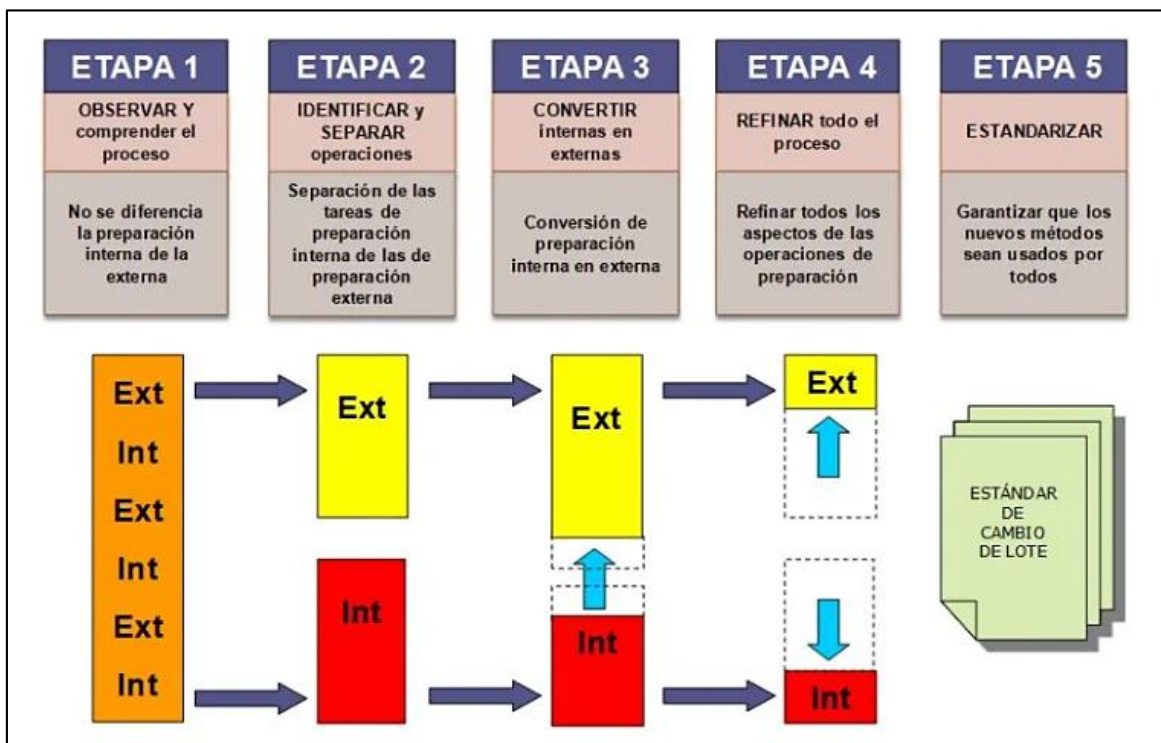 ETAPA 1
OBSERVAR Y
comprender el
proceso
No se diferencia
la preparación
interna de la
externa
ETAPA 2
IDENTIFICAR y
SEPARAR
operaciones
Separación de las
tareas de
preparación
interna de las de
preparación
externa
ETAPA 3
CONVERTIR
internas en
externas
Conversión de
preparación
interna en externa
ETAPA 4
REFINAR todo el
proceso
Refinar todos los
aspectos de las
operaciones de
preparación
ETAPA 5
ESTANDARIZAR
Garantizar que los
nuevos métodos
sean usados por
todos
Ext
Int
Ext
Int
Ext
Int
Ext
Int
Ext
Int
Ext
Int
ESTÁNDAR
DE
CAMBIO
DE LOTE